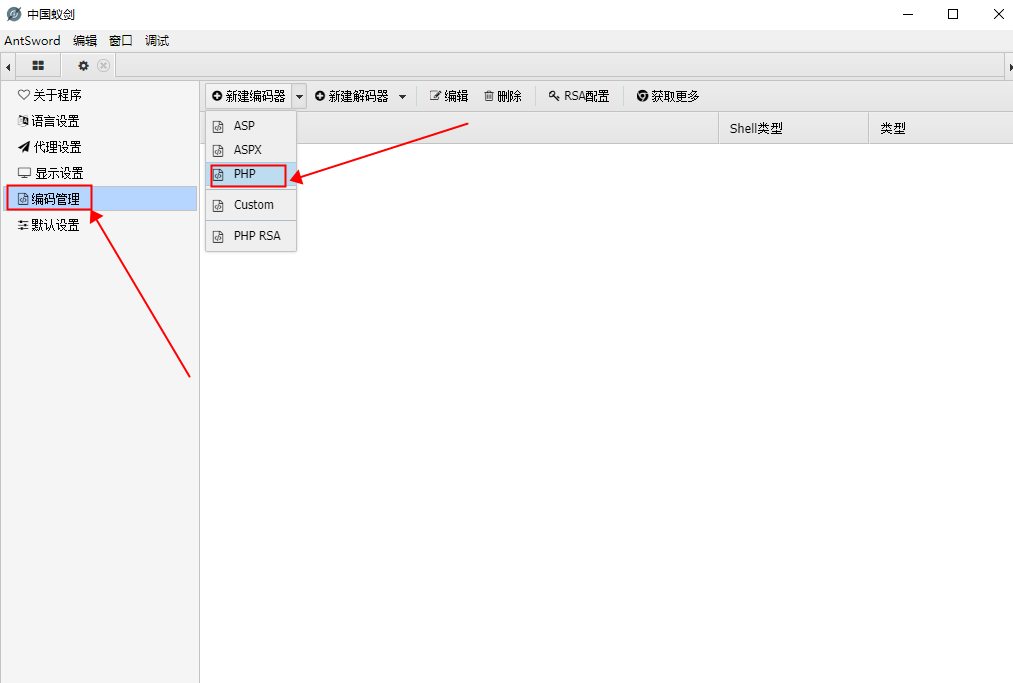 中国蚁剑
AntSword 编辑 窗口 调试
关于程序
语言设置
代理设置
显示设置
编码管理
默认设置
新建编码器 新建解码器 编辑 删除 RSA配置 获取更多
Shell类型 类型
ASP
ASPX
PHP
Custom
PHP RSA